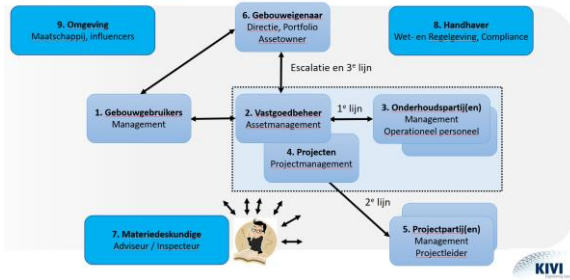 9. Omgeving
Maatschappij, influencers
6. Gebouweigenaar
Directie, Portfolio
Assetowner
8. Handhaver
Wet- en Regelgeving, Compliance
Escalatie en 3e lijn
1. Gebouwgebruikers
Management
2. Vastgoedbeheer
Assetmanagement
1e lijn
3. Onderhoudspartij(en)
Management
Operationeel personeel
4. Projecten
Projectmanagement
2e lijn
7. Materiedeskundige
Adviseur / Inspecteur
5. Projectpartij(en)
Management
Projectleider
KIVI